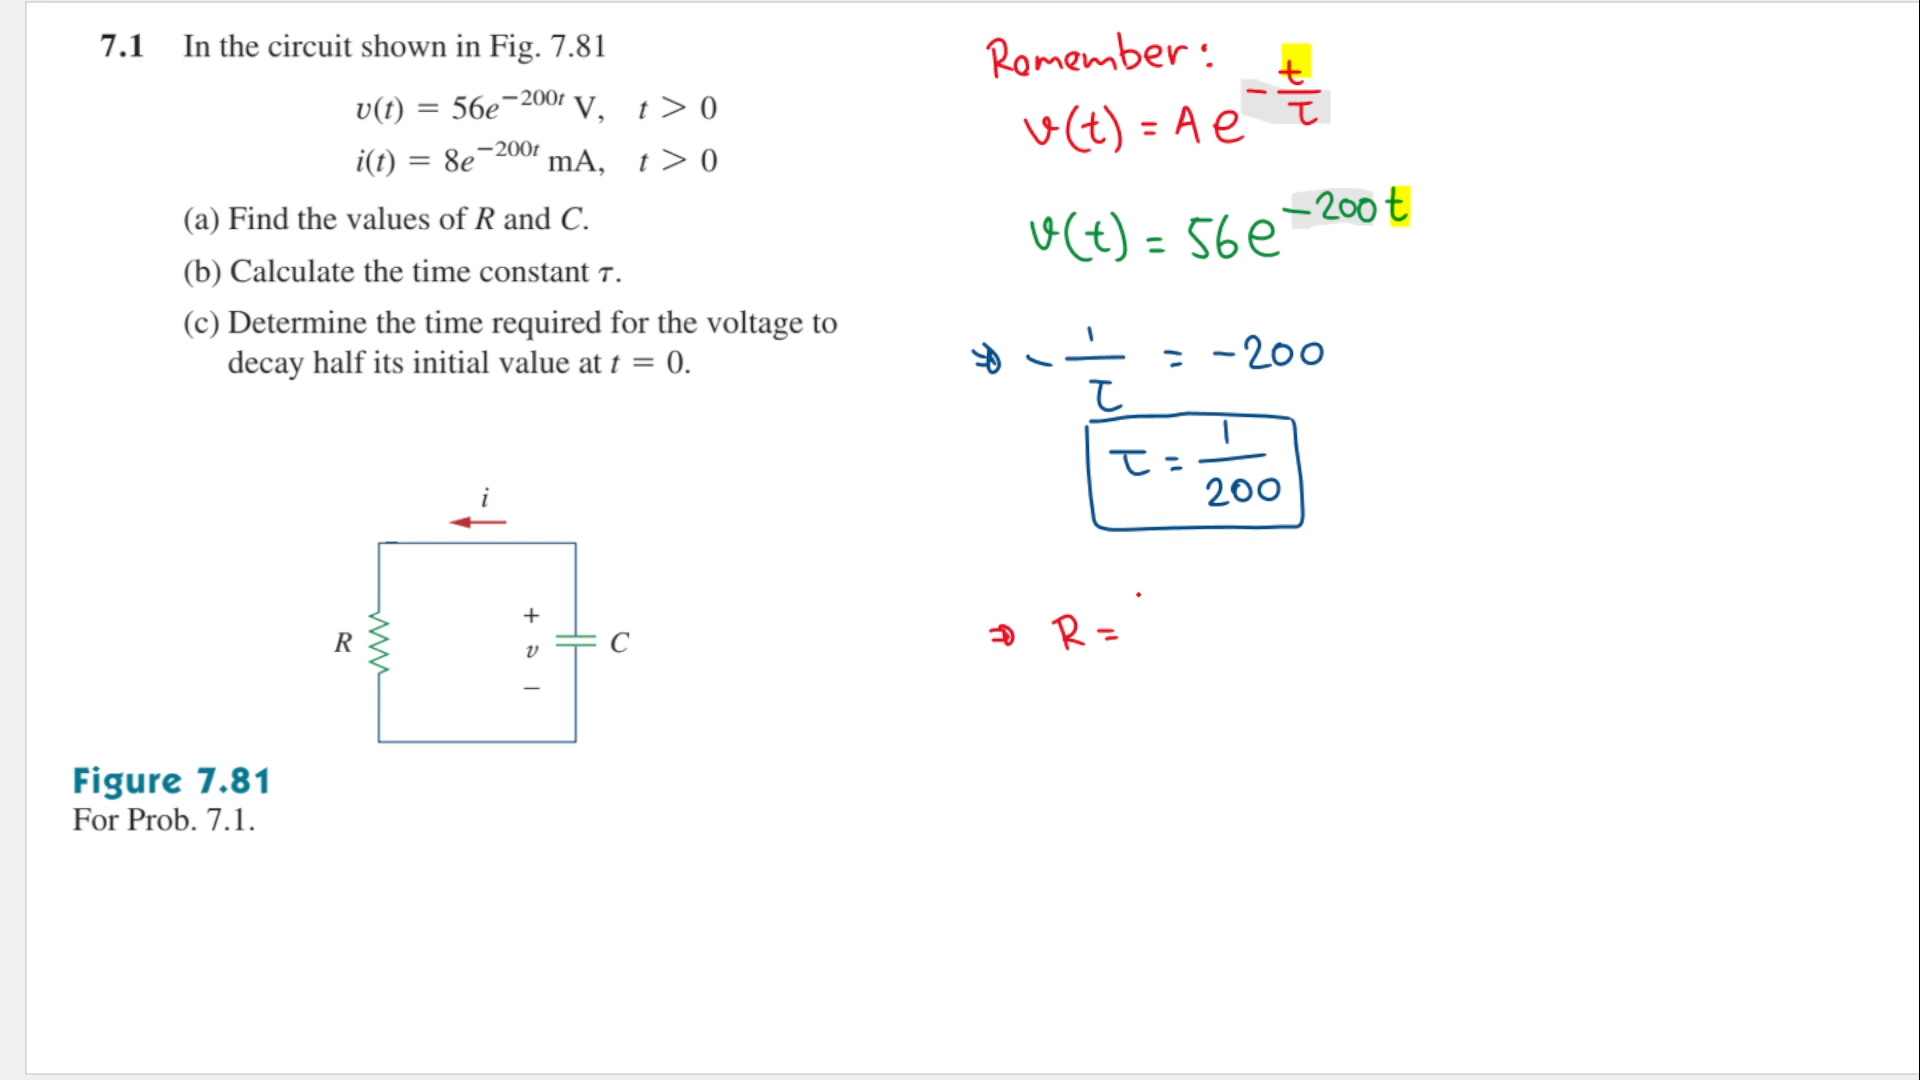 7.1 In the circuit shown in Fig. 7.81
v(t) = 56e^{−200t} V, t > 0
i(t) = 8e^{−200t} mA, t > 0
(a) Find the values of R and C.
(b) Calculate the time constant τ.
(c) Determine the time required for the voltage to
decay half its initial value at t = 0.
i
R
+
v
−
C
Figure 7.81
For Prob. 7.1.
Romember:
v(t) = A e^{-t/τ}
v(t) = 56e^{-200t}
⇒ -1/τ = -200
τ = 1/200
⇒ R =